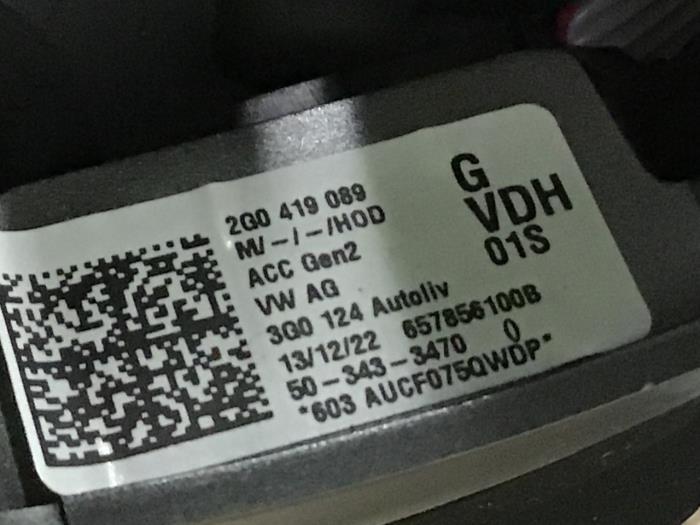 2G0 419 089
M/-/-/HOD
ACC Gen2
VW AG
3G0 124 Autoliv
13/12/22 657856100B
50-343-3470 0
*603 AUCF075QWDP*
G
VDH
01S